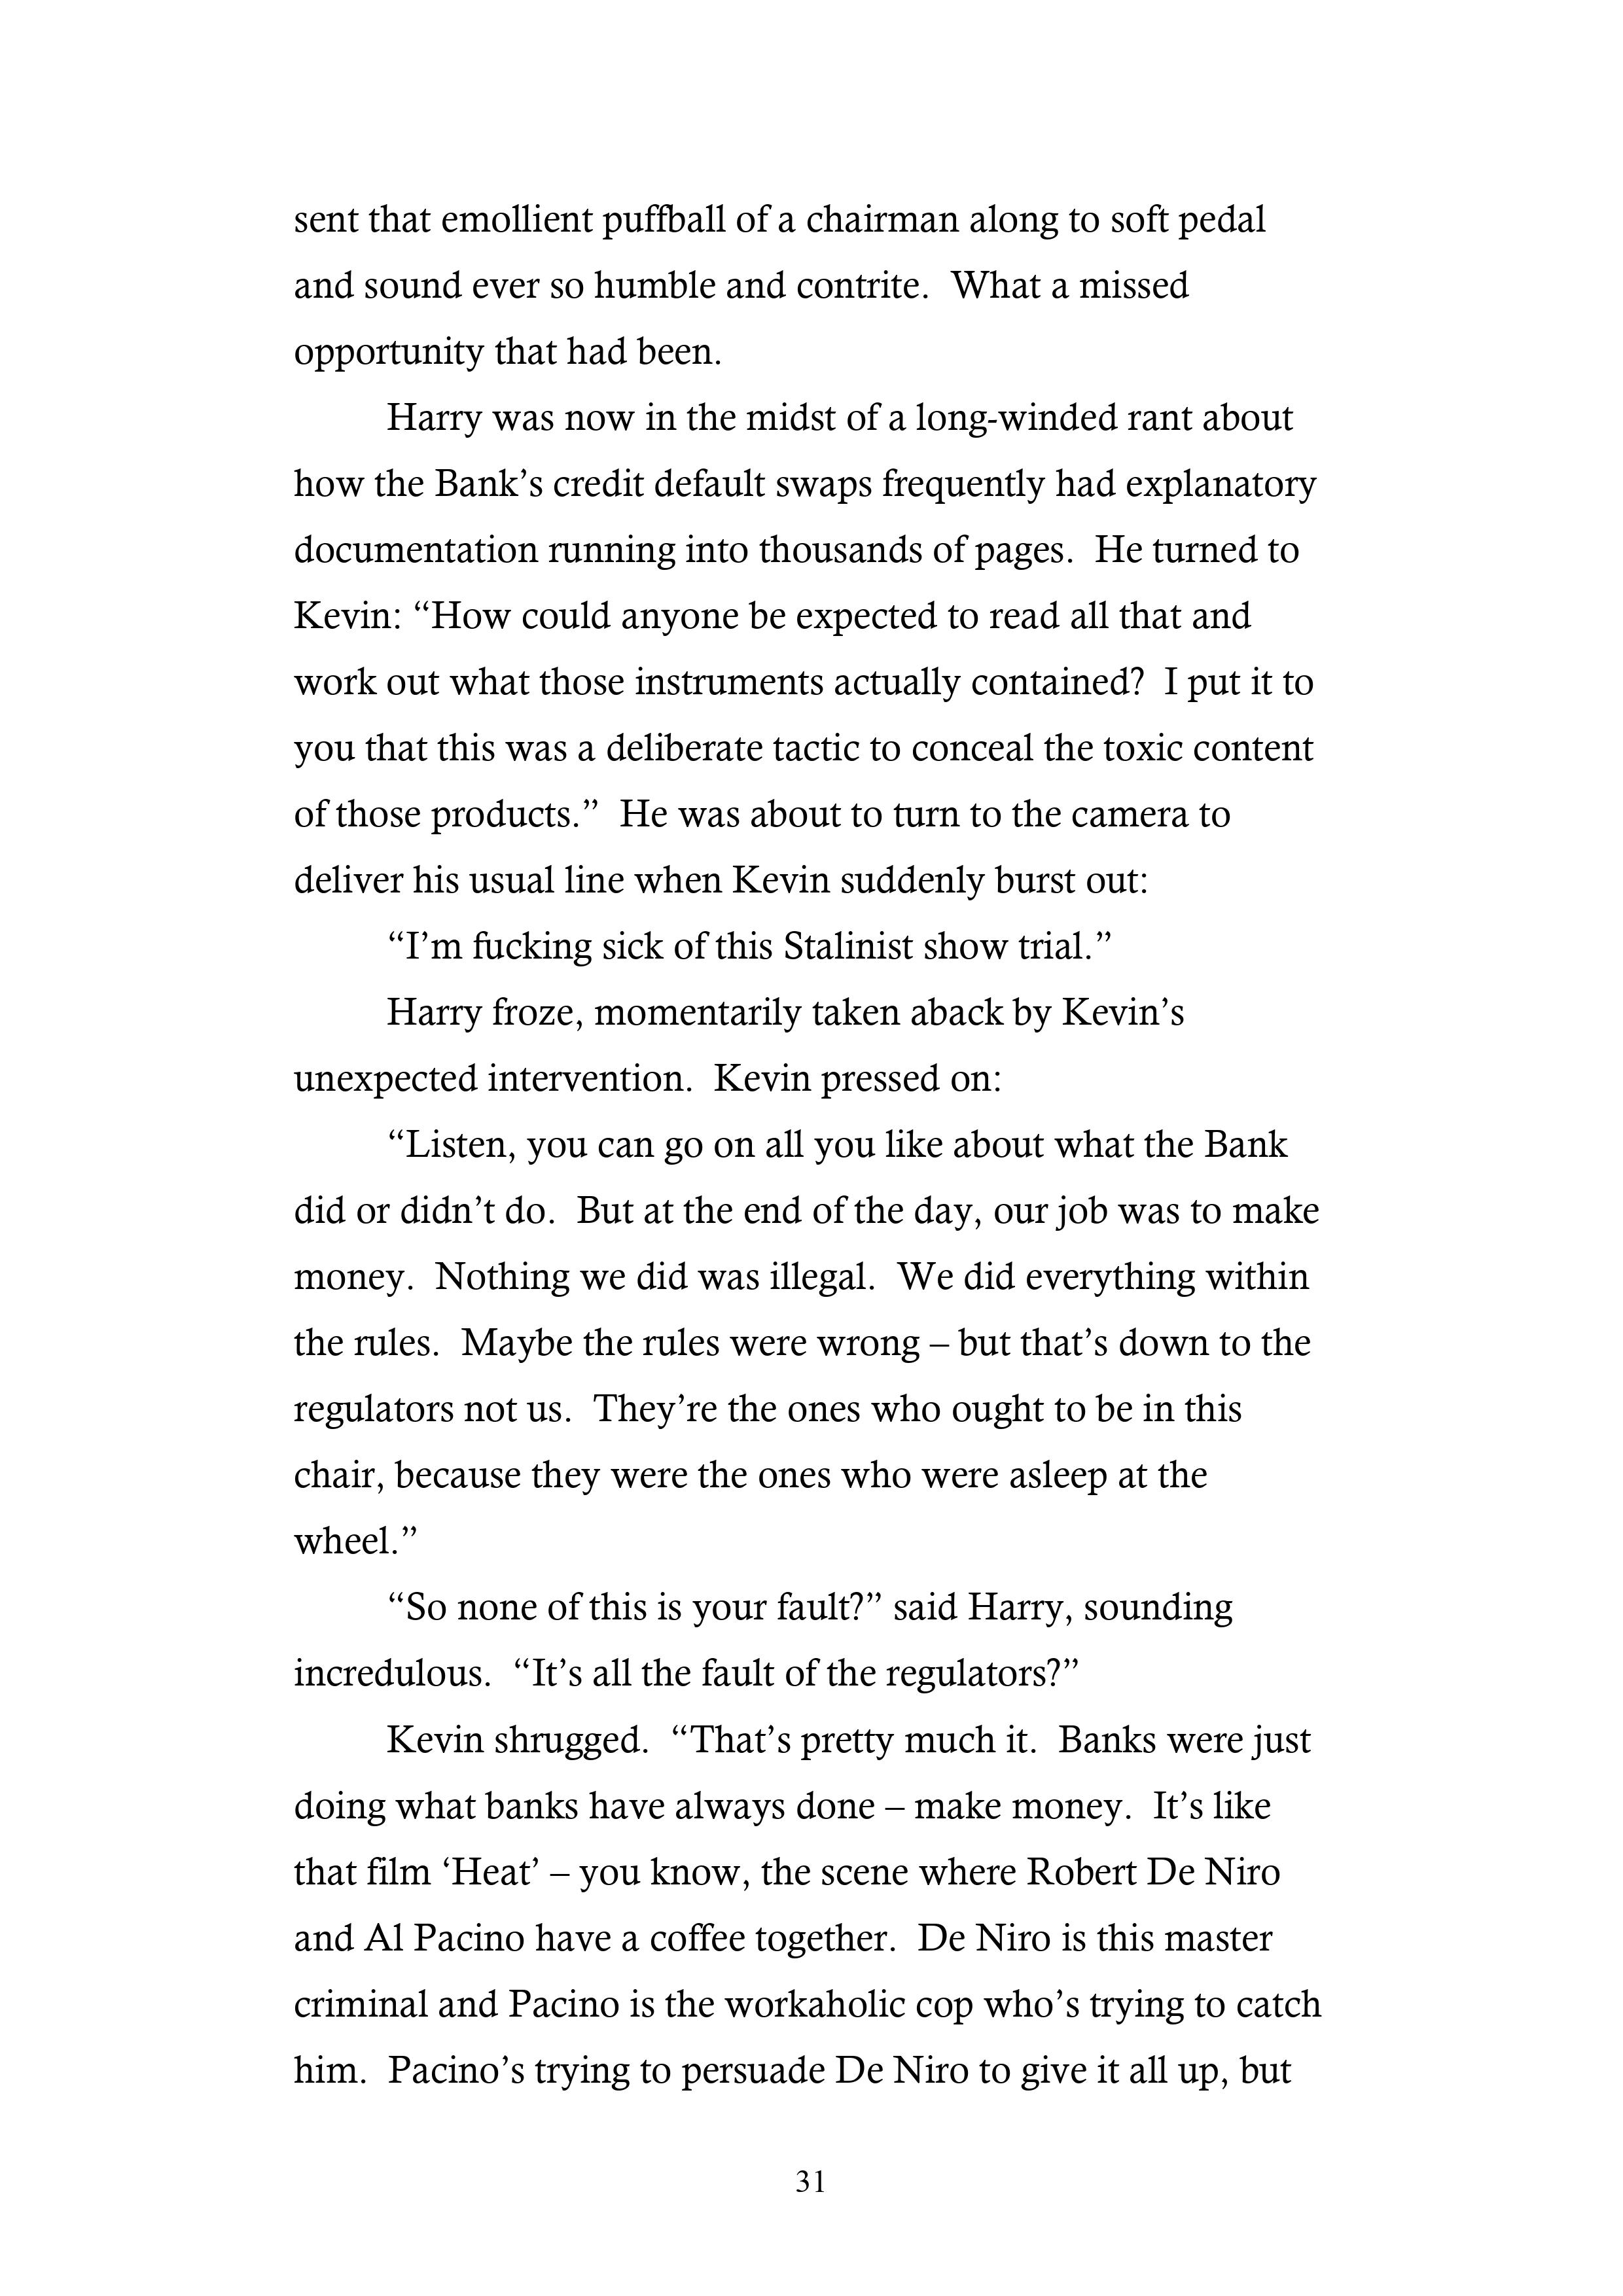 sent that emollient puffball of a chairman along to soft pedal
and sound ever so humble and contrite.  What a missed
opportunity that had been.
Harry was now in the midst of a long-winded rant about
how the Bank’s credit default swaps frequently had explanatory
documentation running into thousands of pages.  He turned to
Kevin: “How could anyone be expected to read all that and
work out what those instruments actually contained?  I put it to
you that this was a deliberate tactic to conceal the toxic content
of those products.”  He was about to turn to the camera to
deliver his usual line when Kevin suddenly burst out:
“I’m fucking sick of this Stalinist show trial.”
Harry froze, momentarily taken aback by Kevin’s
unexpected intervention.  Kevin pressed on:
“Listen, you can go on all you like about what the Bank
did or didn’t do.  But at the end of the day, our job was to make
money.  Nothing we did was illegal.  We did everything within
the rules.  Maybe the rules were wrong – but that’s down to the
regulators not us.  They’re the ones who ought to be in this
chair, because they were the ones who were asleep at the
wheel.”
“So none of this is your fault?” said Harry, sounding
incredulous.  “It’s all the fault of the regulators?”
Kevin shrugged.  “That’s pretty much it.  Banks were just
doing what banks have always done – make money.  It’s like
that film ‘Heat’ – you know, the scene where Robert De Niro
and Al Pacino have a coffee together.  De Niro is this master
criminal and Pacino is the workaholic cop who’s trying to catch
him.  Pacino’s trying to persuade De Niro to give it all up, but
31